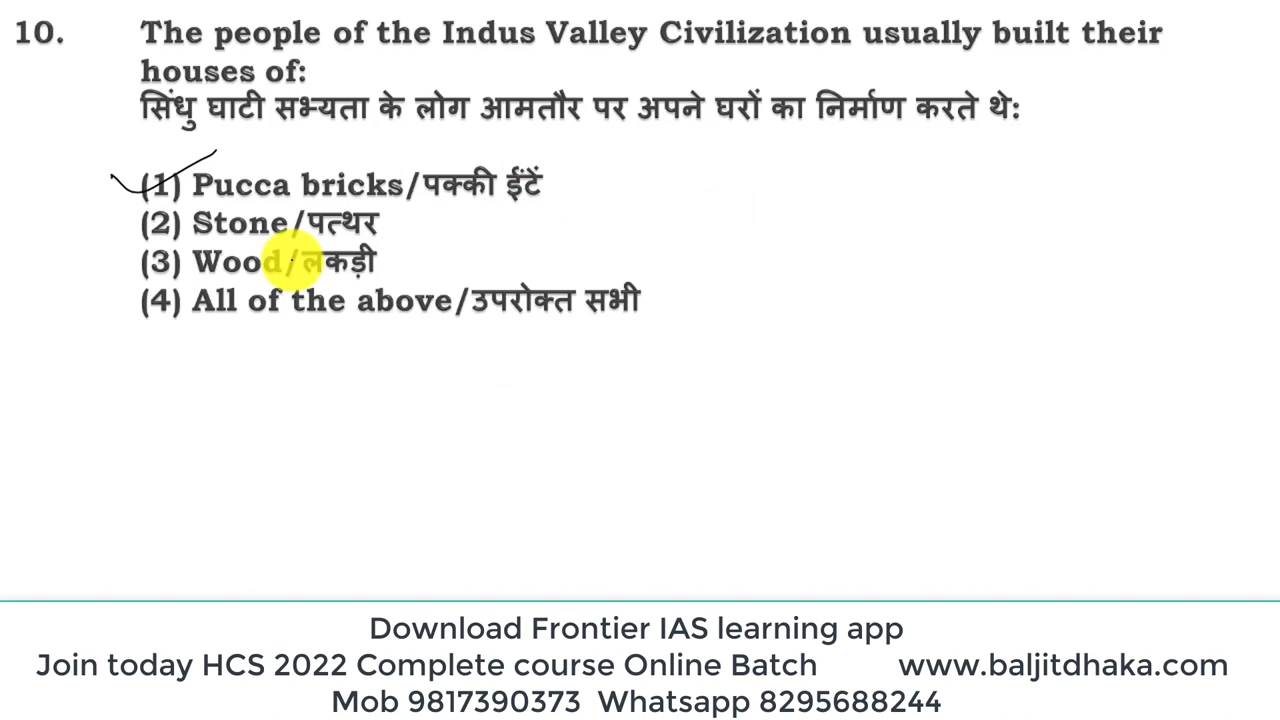 10. The people of the Indus Valley Civilization usually built their
houses of:
सिंधु घाटी सभ्यता के लोग आमतौर पर अपने घरों का निर्माण करते थे:
(1) Pucca bricks/पक्की ईंटें
(2) Stone/पत्थर
(3) Wood/लकड़ी
(4) All of the above/उपरोक्त सभी
Download Frontier IAS learning app
Join today HCS 2022 Complete course Online Batch www.baljitdhaka.com
Mob 9817390373 Whatsapp 8295688244